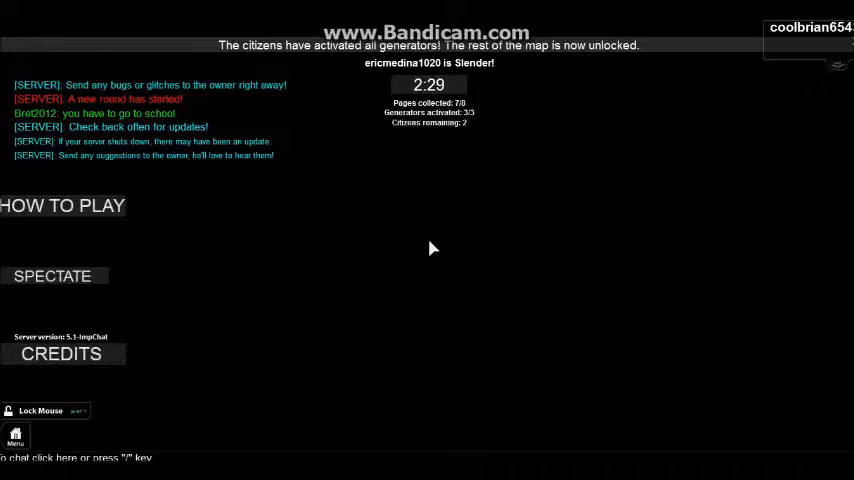 www.Bandicam.com
coolbrian654
The citizens have activated all generators! The rest of the map is now unlocked.
ericmedina1020 is Slender!
2:29
Pages collected: 7/8
Generators activated: 3/3
Citizens remaining: 2
[SERVER]: Send any bugs or glitches to the owner right away!
[SERVER]: A new round has started!
Bret2012: you have to go to school
[SERVER]: Check back often for updates!
[SERVER]: If your server shuts down, there may have been an update.
[SERVER]: Send any suggestions to the owner, he'll love to hear them!
HOW TO PLAY
SPECTATE
Server version: 5.1-ImpChat
CREDITS
Lock Mouse SHIFT
Menu
o chat click here or press "/" key